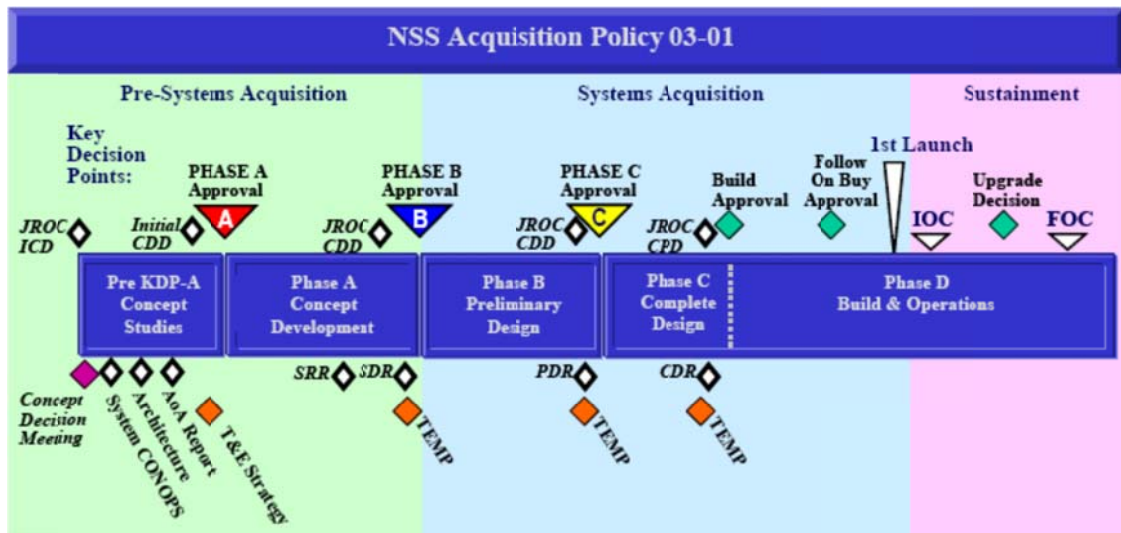 NSS Acquisition Policy 03-01
Pre-Systems Acquisition
Systems Acquisition
Sustainment
Key
Decision
Points:
PHASE A
Approval
PHASE B
Approval
PHASE C
Approval
Build
Approval
Follow
On Buy
Approval
1st Launch
Upgrade
Decision
JROC
ICD
Initial
CDD
A
JROC
CDD
B
JROC
CDD
C
JROC
CPD
IOC
FOC
Pre KDP-A
Concept
Studies
Phase A
Concept
Development
Phase B
Preliminary
Design
Phase C
Complete
Design
Phase D
Build & Operations
Concept
Decision
Meeting
System CONOPS
Architecture
AoA Report
T&E Strategy
SRR
SDR
TEMP
PDR
TEMP
CDR
TEMP